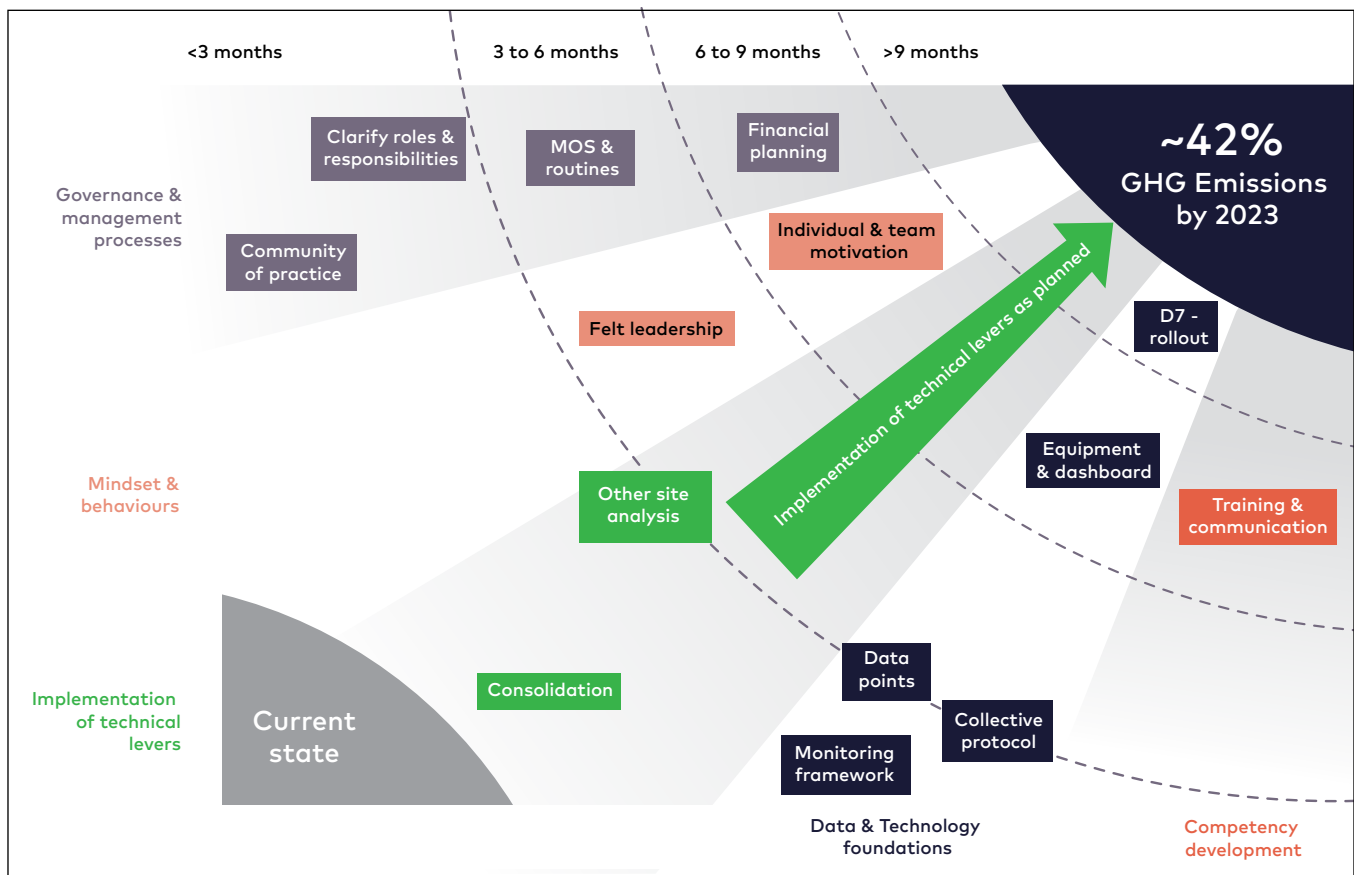 <3 months
3 to 6 months
6 to 9 months
>9 months
~42%
GHG Emissions
by 2023
Clarify roles &
responsibilities
MOS &
routines
Financial
planning
Governance &
management
processes
Community
of practice
Individual & team
motivation
Felt leadership
Implementation of technical levers as planned
D7 -
rollout
Mindset &
behaviours
Other site
analysis
Equipment
& dashboard
Training &
communication
Implementation
of technical
levers
Current
state
Consolidation
Data
points
Collective
protocol
Monitoring
framework
Data & Technology
foundations
Competency
development